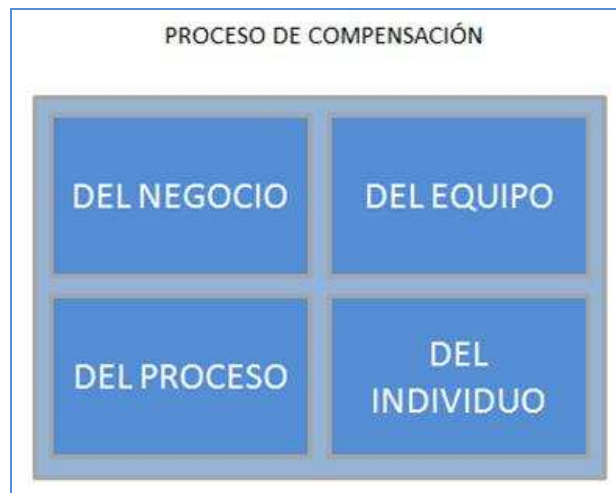 PROCESO DE COMPENSACIÓN
DEL NEGOCIO
DEL EQUIPO
DEL PROCESO
DEL
INDIVIDUO